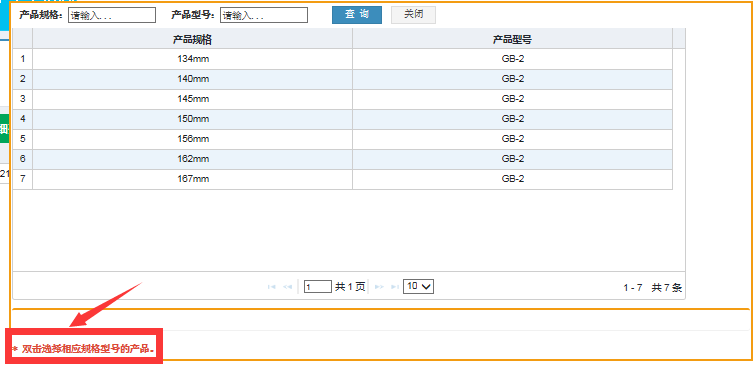 产品规格： 请输入... 产品型号： 请输入... 查 询 关闭
产品规格 产品型号
1 134mm GB-2
2 140mm GB-2
3 145mm GB-2
4 150mm GB-2
5 156mm GB-2
6 162mm GB-2
7 167mm GB-2
21
1 共 1 页 10 1 - 7 共 7 条
* 双击选择相应规格型号的产品。